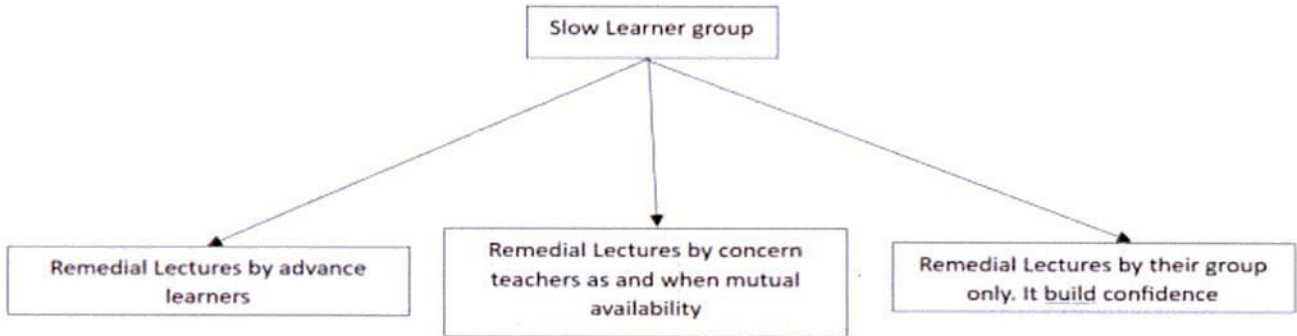 Slow Learner group
Remedial Lectures by advance
learners
Remedial Lectures by concern
teachers as and when mutual
availability
Remedial Lectures by their group
only. It build confidence